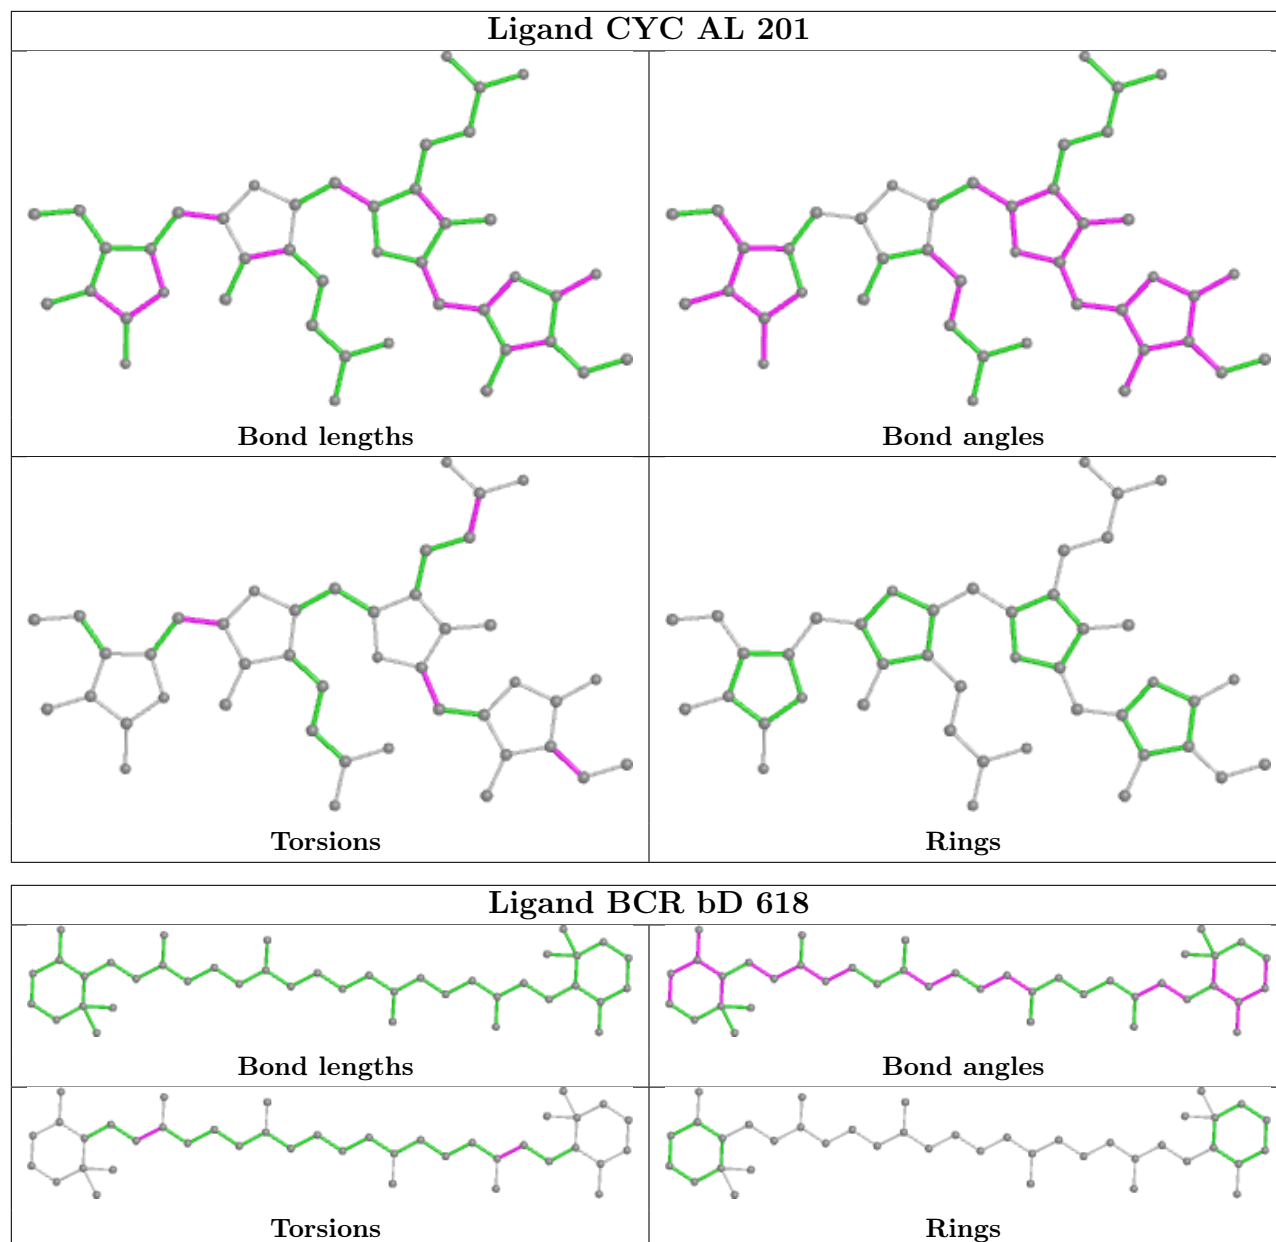 Ligand CYC AL 201
Bond lengths
Bond angles
Torsions
Rings
Ligand BCR bD 618
Bond lengths
Bond angles
Torsions
Rings